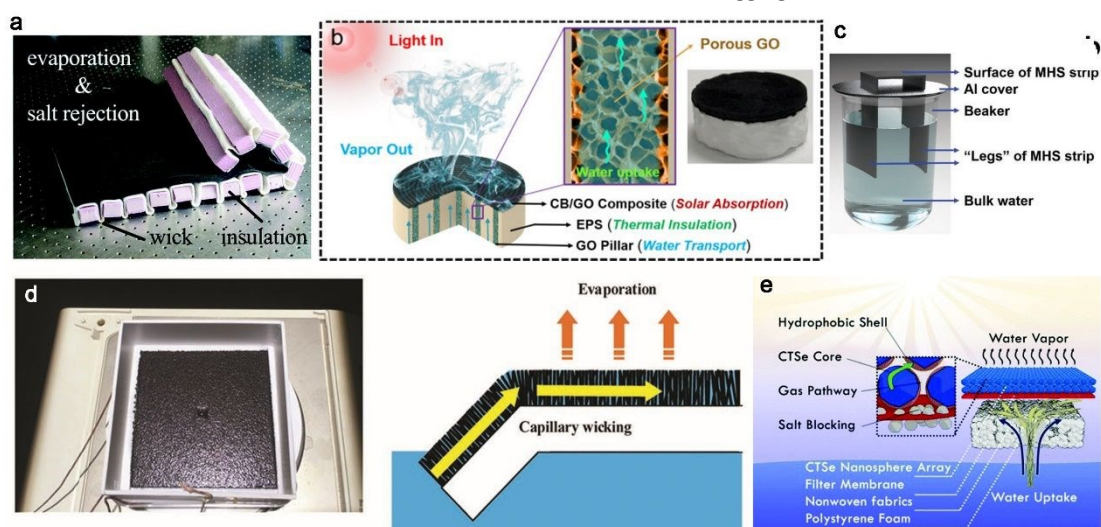 a
evaporation
&
salt rejection
wick
insulation
b
Light In
Vapor Out
Porous GO
Water uptake
CB/GO Composite (Solar Absorption)
EPS (Thermal Insulation)
GO Pillar (Water Transport)
c
Surface of MHS strip
Al cover
Beaker
“Legs” of MHS strip
Bulk water
d
Evaporation
Capillary wicking
e
Hydrophobic Shell
CTSe Core
Gas Pathway
Salt Blocking
Water Vapor
CTSe Nanosphere Array
Filter Membrane
Nonwoven fabrics
Polystyrene Foam
Water Uptake